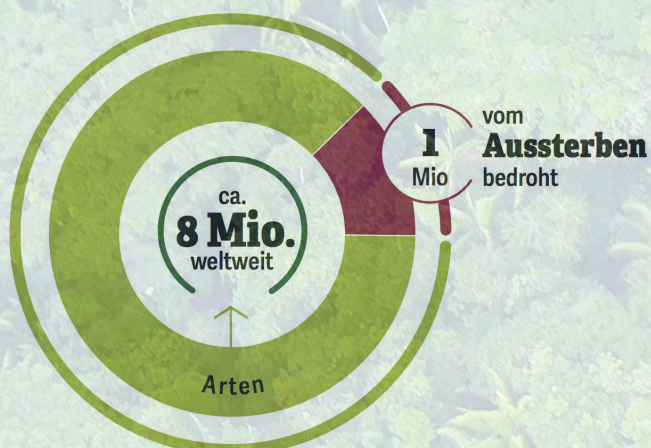 ca.
8 Mio.
weltweit
Arten
1
Mio
vom
Aussterben
bedroht